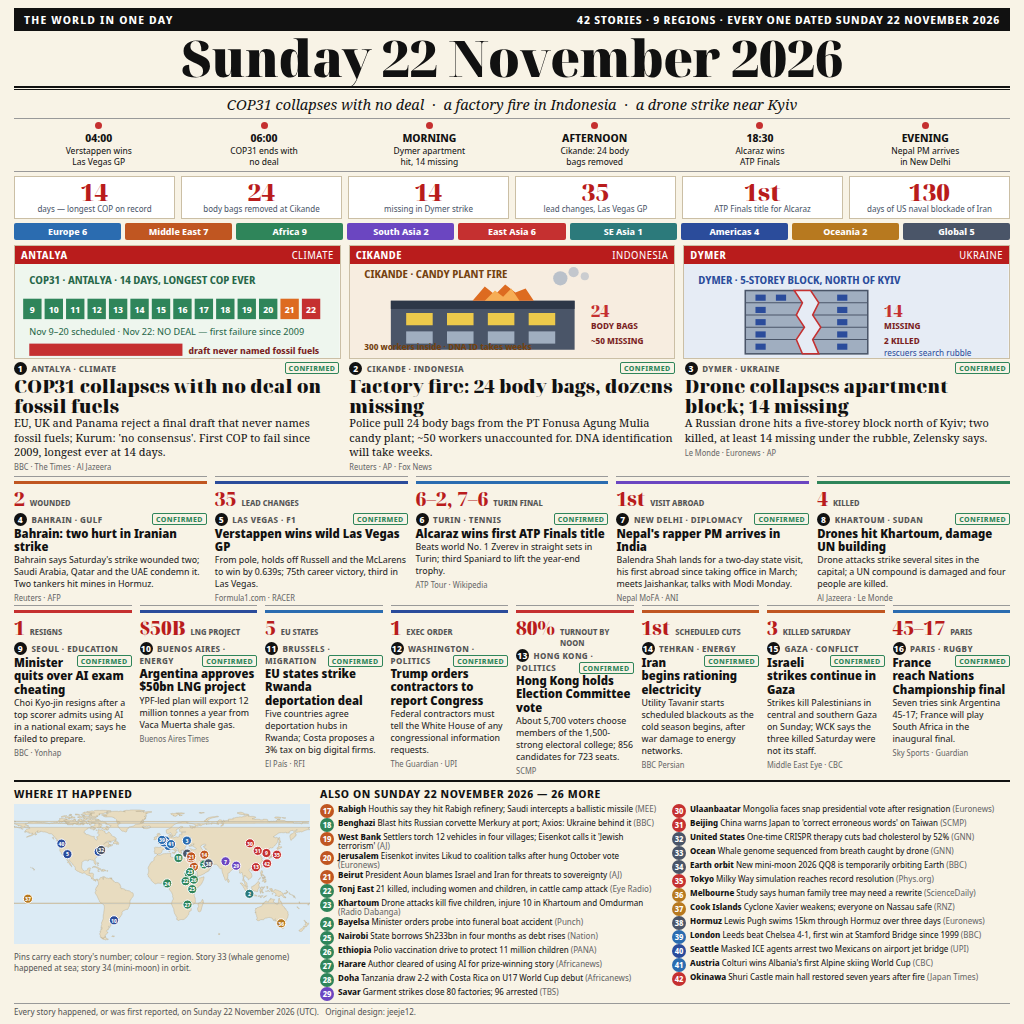 THE WORLD IN ONE DAY
42 STORIES · 9 REGIONS · EVERY ONE DATED SUNDAY 22 NOVEMBER 2026
Sunday 22 November 2026
COP31 collapses with no deal · a factory fire in Indonesia · a drone strike near Kyiv
04:00
Verstappen wins
Las Vegas GP
06:00
COP31 ends with
no deal
MORNING
Dymer apartment
hit, 14 missing
AFTERNOON
Cikande: 24 body
bags removed
18:30
Alcaraz wins
ATP Finals
EVENING
Nepal PM arrives
in New Delhi
14
days — longest COP on record
24
body bags removed at Cikande
14
missing in Dymer strike
35
lead changes, Las Vegas GP
1st
ATP Finals title for Alcaraz
130
days of US naval blockade of Iran
Europe 6
Middle East 7
Africa 9
South Asia 2
East Asia 6
SE Asia 1
Americas 4
Oceania 2
Global 5
ANTALYA CLIMATE
COP31 · ANTALYA · 14 DAYS, LONGEST COP EVER
9 10 11 12 13 14 15 16 17 18 19 20 21 22
Nov 9–20 scheduled · Nov 22: NO DEAL — first failure since 2009
draft never named fossil fuels
CIKANDE INDONESIA
CIKANDE · CANDY PLANT FIRE
24
BODY BAGS
~50 MISSING
300 workers inside · DNA ID takes weeks
DYMER UKRAINE
DYMER · 5-STOREY BLOCK, NORTH OF KYIV
14
MISSING
2 KILLED
rescuers search rubble
1 ANTALYA · CLIMATE CONFIRMED
COP31 collapses with no deal on
fossil fuels
EU, UK and Panama reject a final draft that never names
fossil fuels; Kurum: 'no consensus'. First COP to fail since
2009, longest ever at 14 days.
BBC · The Times · Al Jazeera
2 CIKANDE · INDONESIA CONFIRMED
Factory fire: 24 body bags, dozens
missing
Police pull 24 body bags from the PT Fonusa Agung Mulia
candy plant; ~50 workers unaccounted for. DNA identification
will take weeks.
Reuters · AP · Fox News
3 DYMER · UKRAINE CONFIRMED
Drone collapses apartment
block; 14 missing
A Russian drone hits a five-storey block north of Kyiv; two
killed, at least 14 missing under the rubble, Zelensky says.
Le Monde · Euronews · AP
2 WOUNDED
4 BAHRAIN · GULF CONFIRMED
Bahrain: two hurt in Iranian
strike
Bahrain says Saturday's strike wounded two;
Saudi Arabia, Qatar and the UAE condemn it.
Two tankers hit mines in Hormuz.
Reuters · AFP
35 LEAD CHANGES
5 LAS VEGAS · F1 CONFIRMED
Verstappen wins wild Las Vegas
GP
From pole, holds off Russell and the McLarens
to win by 0.639s; 75th career victory, third in
Las Vegas.
Formula1.com · RACER
6–2, 7–6 TURIN FINAL
6 TURIN · TENNIS CONFIRMED
Alcaraz wins first ATP Finals title
Beats world No. 1 Zverev in straight sets in
Turin; third Spaniard to lift the year-end
trophy.
ATP Tour · Wikipedia
1st VISIT ABROAD
7 NEW DELHI · DIPLOMACY CONFIRMED
Nepal's rapper PM arrives in
India
Balendra Shah lands for a two-day state visit,
his first abroad since taking office in March;
meets Jaishankar, talks with Modi Monday.
Nepal MoFA · ANI
4 KILLED
8 KHARTOUM · SUDAN CONFIRMED
Drones hit Khartoum, damage
UN building
Drone attacks strike several sites in the
capital; a UN compound is damaged and four
people are killed.
Al Jazeera · Le Monde
1 RESIGNS
9 SEOUL · EDUCATION
CONFIRMED
Minister
quits over AI exam
cheating
Choi Kyo-jin resigns after a
top scorer admits using AI
in a national exam; says he
failed to prepare.
BBC · Yonhap
$50B LNG PROJECT
10 BUENOS AIRES ·
ENERGY CONFIRMED
Argentina approves
$50bn LNG project
YPF-led plan will export 12
million tonnes a year from
Vaca Muerta shale gas.
Buenos Aires Times
5 EU STATES
11 BRUSSELS ·
MIGRATION CONFIRMED
EU states strike
Rwanda
deportation deal
Five countries agree
deportation hubs in
Rwanda; Costa proposes a
3% tax on big digital firms.
El País · RFI
1 EXEC ORDER
12 WASHINGTON ·
POLITICS CONFIRMED
Trump orders
contractors to
report Congress
Federal contractors must
tell the White House of any
congressional information
requests.
The Guardian · UPI
80% TURNOUT BY
NOON
13 HONG KONG ·
POLITICS CONFIRMED
Hong Kong holds
Election Committee
vote
About 5,700 voters choose
members of the 1,500-
strong electoral college; 856
candidates for 723 seats.
SCMP
1st SCHEDULED CUTS
14 TEHRAN · ENERGY
CONFIRMED
Iran
begins rationing
electricity
Utility Tavanir starts
scheduled blackouts as the
cold season begins, after
war damage to energy
networks.
BBC Persian
3 KILLED SATURDAY
15 GAZA · CONFLICT
CONFIRMED
Israeli
strikes continue in
Gaza
Strikes kill Palestinians in
central and southern Gaza
on Sunday; WCK says the
three killed Saturday were
not its staff.
Middle East Eye · CBC
45–17 PARIS
16 PARIS · RUGBY
CONFIRMED
France
reach Nations
Championship final
Seven tries sink Argentina
45-17; France will play
South Africa in the
inaugural final.
Sky Sports · Guardian
WHERE IT HAPPENED
Pins carry each story's number; colour = region. Story 33 (whale genome)
happened at sea; story 34 (mini-moon) in orbit.
ALSO ON SUNDAY 22 NOVEMBER 2026 — 26 MORE
17 Rabigh Houthis say they hit Rabigh refinery; Saudi intercepts a ballistic missile (MEE)
18 Benghazi Blast hits Russian corvette Merkury at port; Axios: Ukraine behind it (BBC)
19 West Bank Settlers torch 12 vehicles in four villages; Eisenkot calls it 'Jewish
terrorism' (AJ)
20 Jerusalem Eisenkot invites Likud to coalition talks after hung October vote
(Euronews)
21 Beirut President Aoun blames Israel and Iran for threats to sovereignty (AJ)
22 Tonj East 21 killed, including women and children, in cattle camp attack (Eye Radio)
23 Khartoum Drone attacks kill five children, injure 10 in Khartoum and Omdurman
(Radio Dabanga)
24 Bayelsa Minister orders probe into funeral boat accident (Punch)
25 Nairobi State borrows Sh233bn in four months as debt rises (Nation)
26 Ethiopia Polio vaccination drive to protect 11 million children (PANA)
27 Harare Author cleared of using AI for prize-winning story (Africanews)
28 Doha Tanzania draw 2-2 with Costa Rica on U17 World Cup debut (Africanews)
29 Savar Garment strikes close 80 factories; 96 arrested (TBS)
30 Ulaanbaatar Mongolia faces snap presidential vote after resignation (Euronews)
31 Beijing China warns Japan to 'correct erroneous words' on Taiwan (SCMP)
32 United States One-time CRISPR therapy cuts bad cholesterol by 52% (GNN)
33 Ocean Whale genome sequenced from breath caught by drone (GNN)
34 Earth orbit New mini-moon 2026 QQ8 is temporarily orbiting Earth (BBC)
35 Tokyo Milky Way simulation reaches record resolution (Phys.org)
36 Melbourne Study says human family tree may need a rewrite (ScienceDaily)
37 Cook Islands Cyclone Xavier weakens; everyone on Nassau safe (RNZ)
38 Hormuz Lewis Pugh swims 15km through Hormuz over three days (Euronews)
39 London Leeds beat Chelsea 4-1, first win at Stamford Bridge since 1999 (BBC)
40 Seattle Masked ICE agents arrest two Mexicans on airport jet bridge (UPI)
41 Austria Colturi wins Albania's first Alpine skiing World Cup (CBC)
42 Okinawa Shuri Castle main hall restored seven years after fire (Japan Times)
Every story happened, or was first reported, on Sunday 22 November 2026 (UTC). Original design: jeeje12.